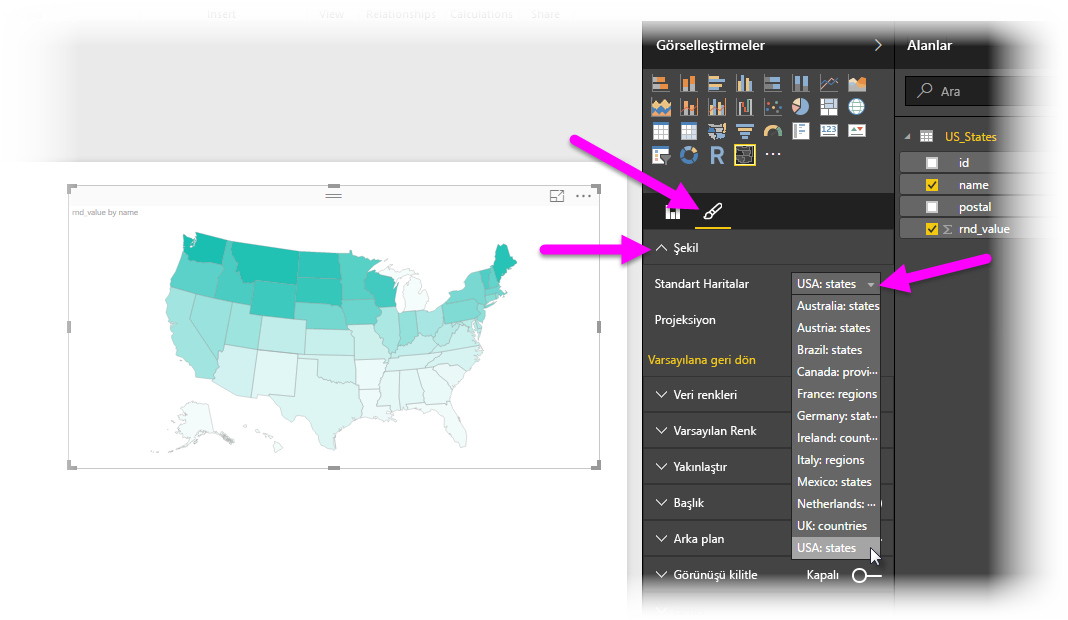 Insert View Relationships Calculations Share
Görselleştirmeler
Alanlar
Ara
R
123
US_States
id
name
postal
Σ rnd_value
rnd_value by name
Şekil
Standart Haritalar
USA: states
Projeksiyon
Varsayılana geri dön
Veri renkleri
Varsayılan Renk
Yakınlaştır
Başlık
Arka plan
Görünüşü kilitle
Kapalı
Australia: states
Austria: states
Brazil: states
Canada: provi...
France: regions
Germany: stat...
Ireland: count...
Italy: regions
Mexico: states
Netherlands: ...
UK: countries
USA: states